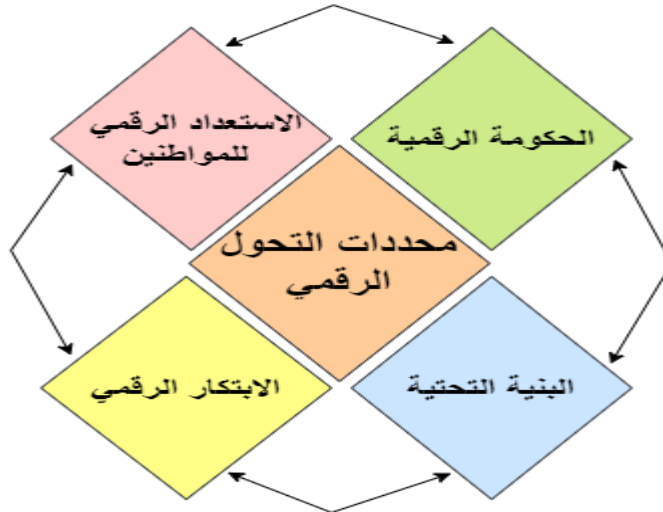 الحكومة الرقمية
الاستعداد الرقمي
للمواطنين
محددات التحول
الرقمي
البنية التحتية
الابتكار الرقمي